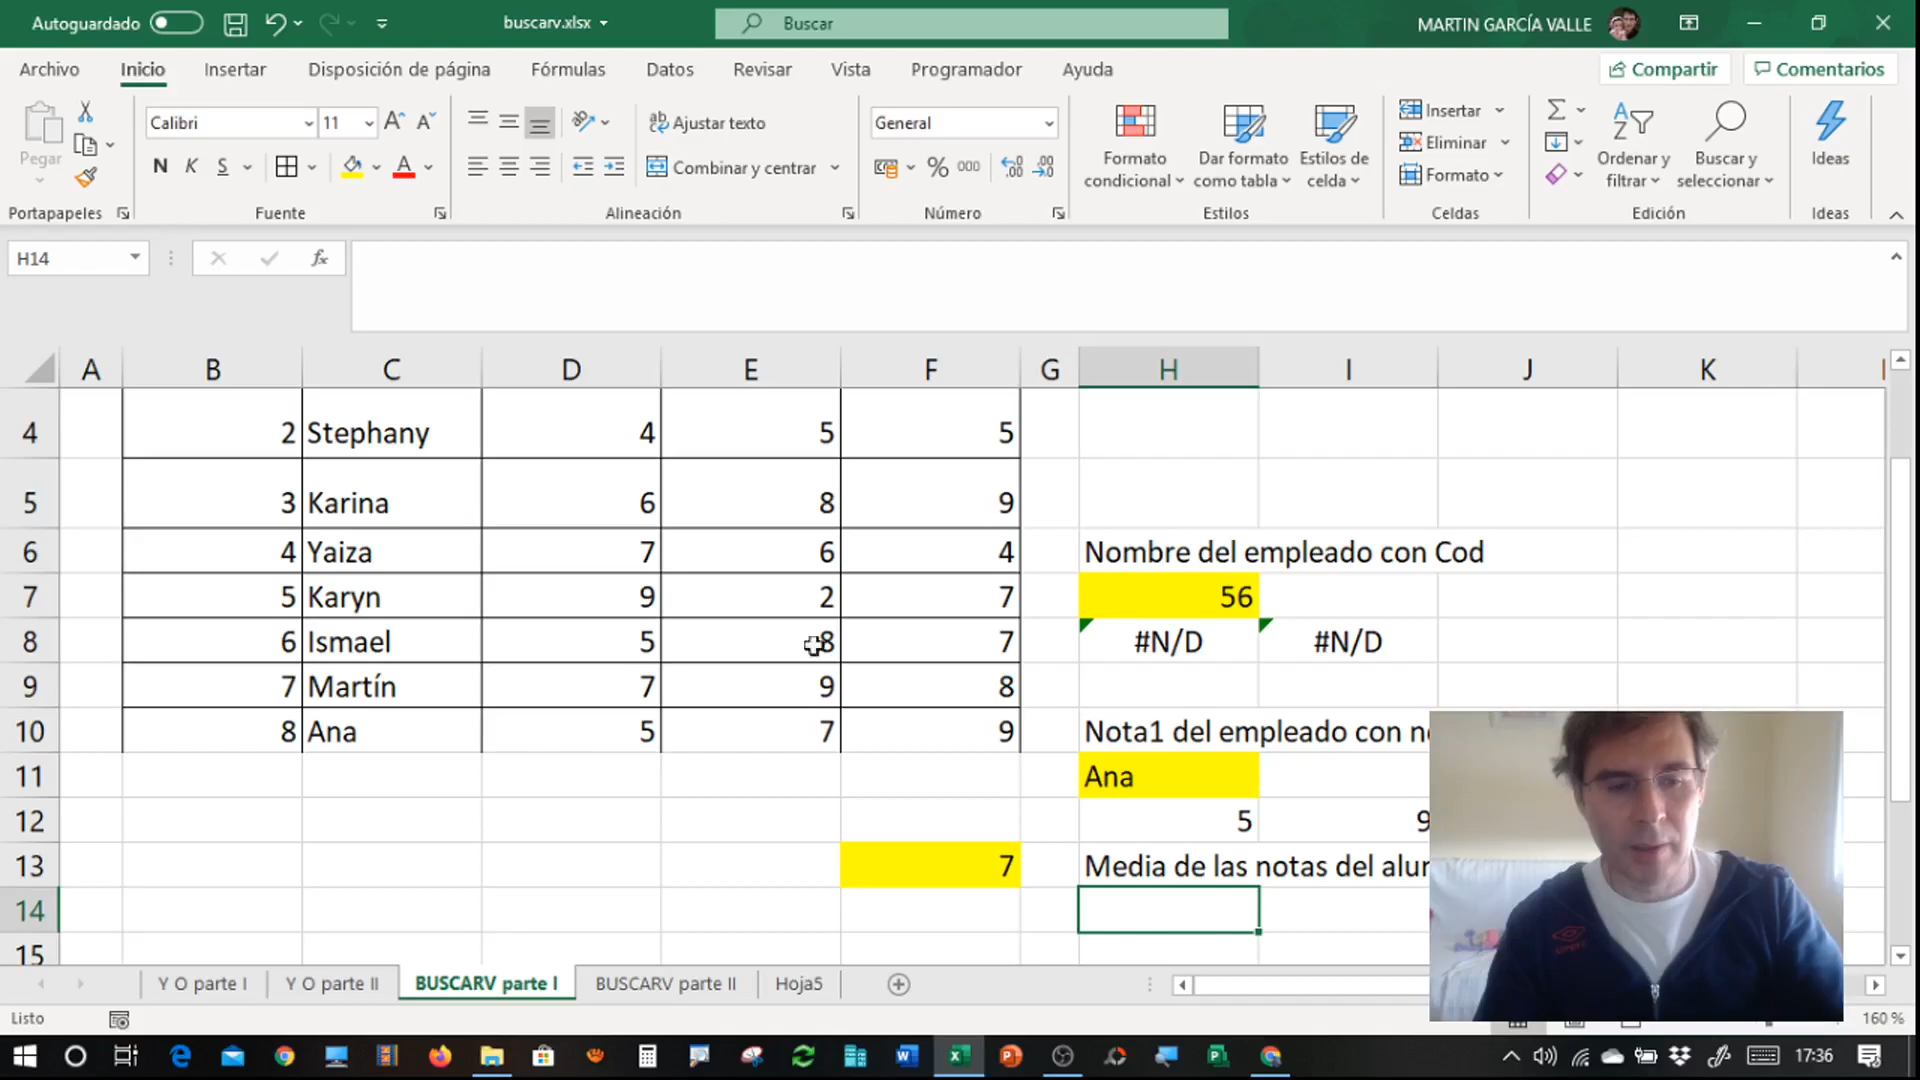 Autoguardado
buscarv.xlsx
Buscar
MARTIN GARCÍA VALLE
Archivo Inicio Insertar Disposición de página Fórmulas Datos Revisar Vista Programador Ayuda
Compartir Comentarios
Pegar
Calibri 11
N K S
Ajustar texto
Combinar y centrar
General
% 000
Formato condicional
Dar formato como tabla
Estilos de celda
Insertar
Eliminar
Formato
Ordenar y filtrar
Buscar y seleccionar
Ideas
Portapapeles Fuente Alineación Número Estilos Celdas Edición Ideas
H14
fx
A B C D E F G H I J K
4 2 Stephany 4 5 5
5 3 Karina 6 8 9
6 4 Yaiza 7 6 4 Nombre del empleado con Cod
7 5 Karyn 9 2 7 56
8 6 Ismael 5 8 7 #N/D #N/D
9 7 Martín 7 9 8
10 8 Ana 5 7 9 Nota1 del empleado con
11 Ana
12 5 9
13 7 Media de las notas del
14
15
Y O parte I Y O parte II BUSCARV parte I BUSCARV parte II Hoja5
Listo
160 %
17:36